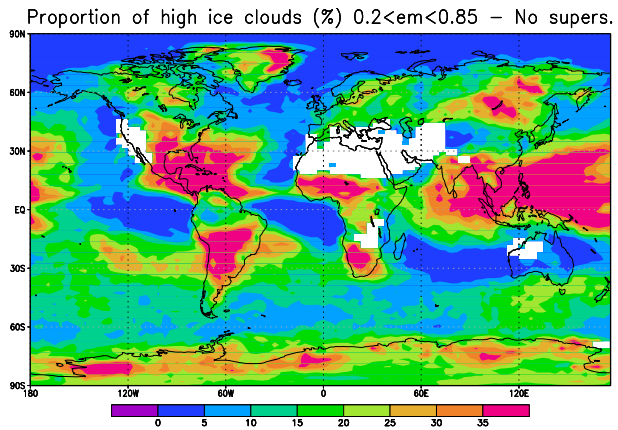 Proportion of high ice clouds (%) 0.2<em<0.85 – No supers.
90N
60N
30N
EQ
30S
60S
90S
180 120W 60W 0 60E 120E
0 5 10 15 20 25 30 35